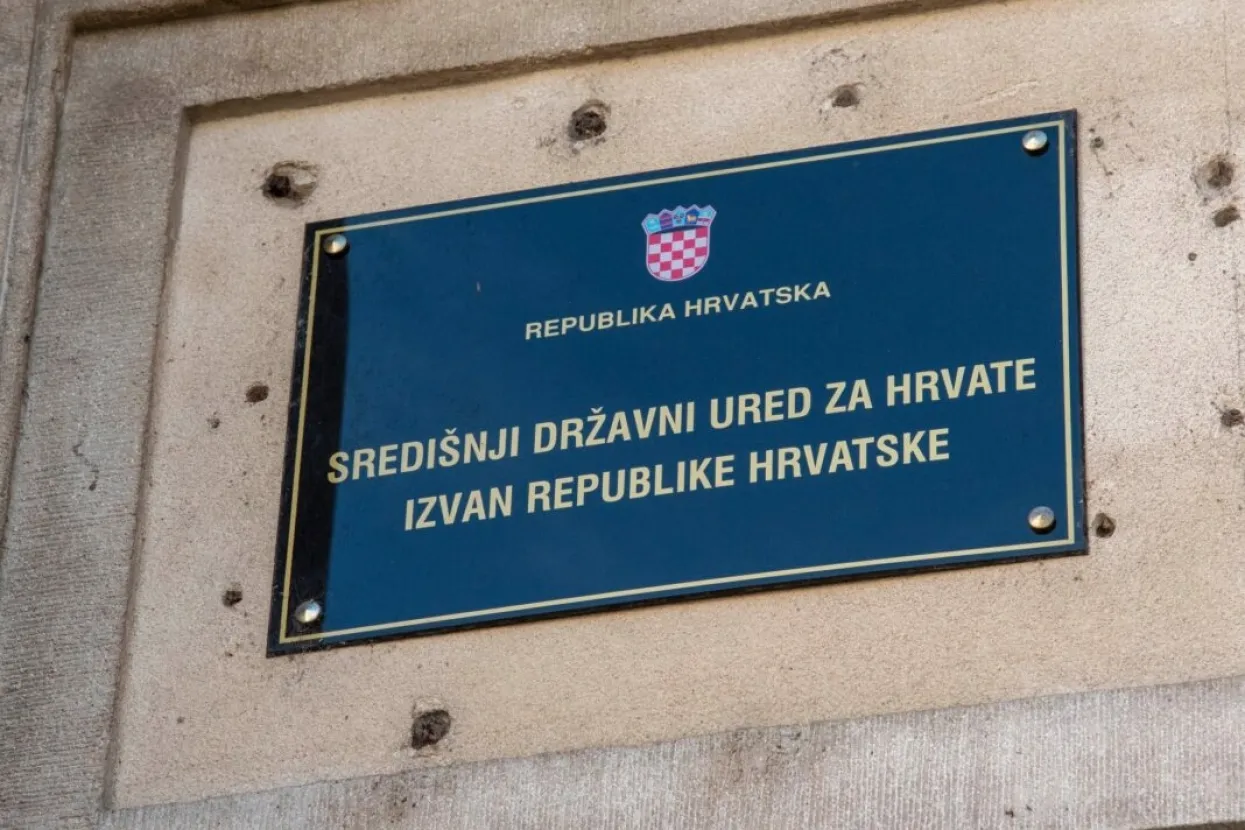 REPUBLIKA HRVATSKA
SREDIŠNJI DRŽAVNI URED ZA HRVATE
IZVAN REPUBLIKE HRVATSKE